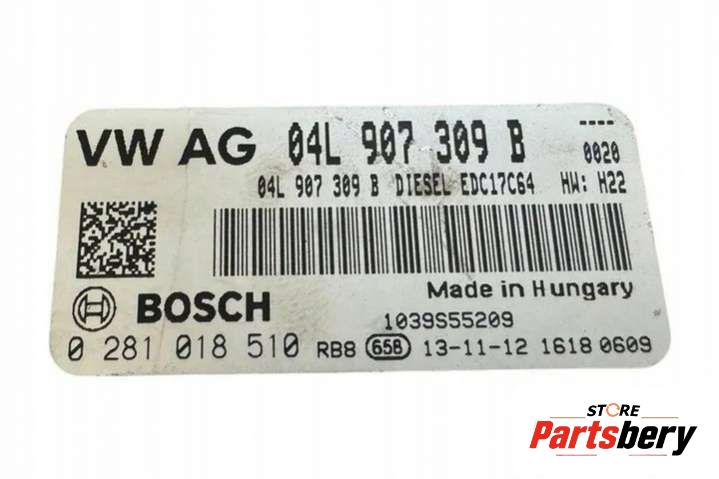 VW AG 04L 907 309 B ----
0020
04L 907 309 B DIESEL EDC17C64 HW: H22
Made in Hungary
BOSCH
1039S55209
0 281 018 510 RB8 658 13-11-12 1618 0609
STORE
Partsbery